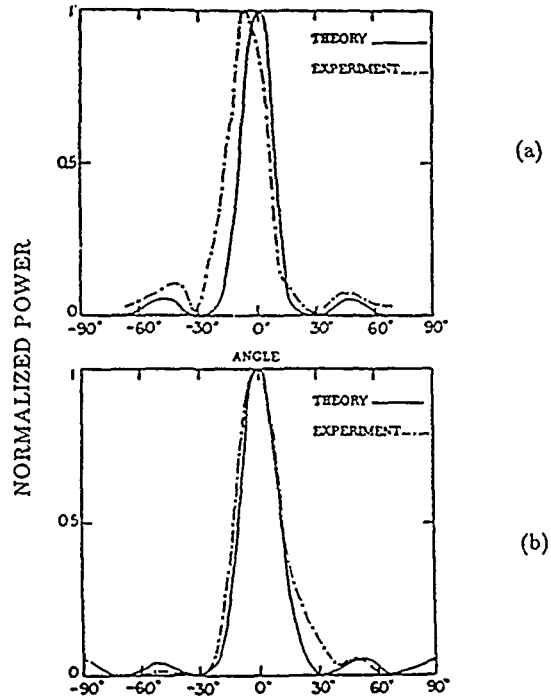 1
THEORY
EXPERIMENT
(a)
0.5
0
-90° -60° -30° 0° 30° 60° 90°
ANGLE
NORMALIZED POWER
1
THEORY
EXPERIMENT
0.5
(b)
0
-90° -60° -30° 0° 30° 60° 90°